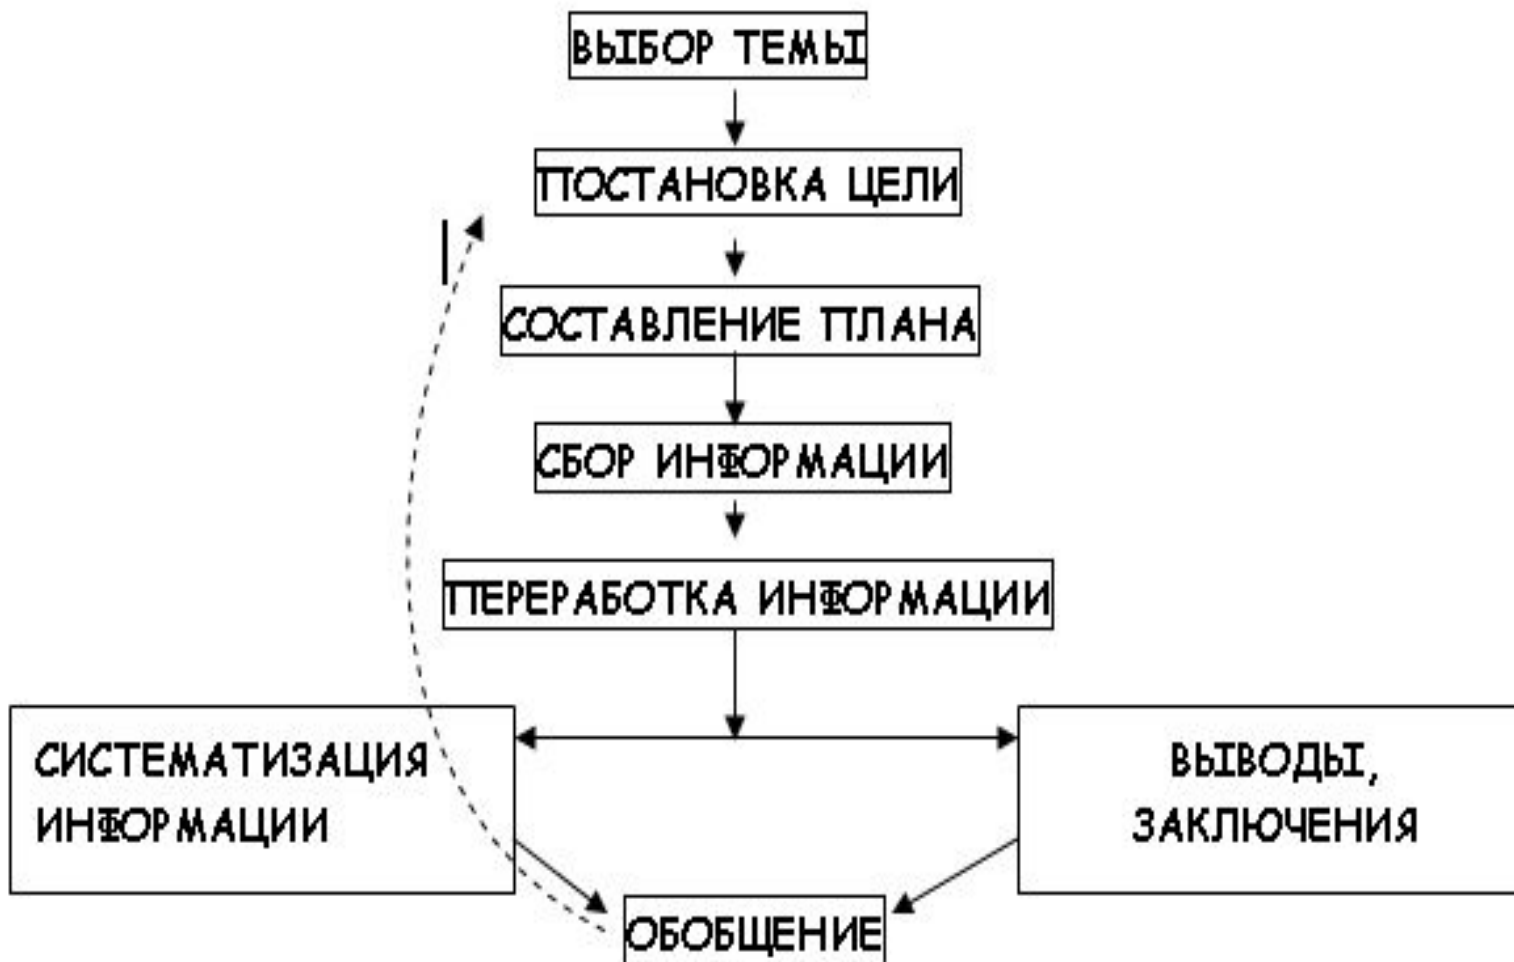 ВЫБОР ТЕМЫ
ПОСТАНОВКА ЦЕЛИ
СОСТАВЛЕНИЕ ПЛАНА
СБОР ИНФОРМАЦИИ
ПЕРЕРАБОТКА ИНФОРМАЦИИ
СИСТЕМАТИЗАЦИЯ
ИНФОРМАЦИИ
ВЫВОДЫ,
ЗАКЛЮЧЕНИЯ
ОБОБЩЕНИЕ